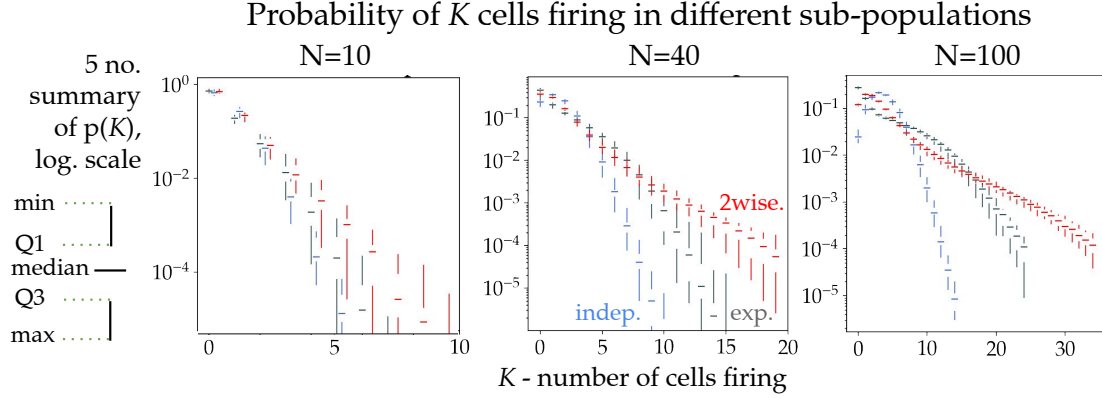 Probability of K cells firing in different sub-populations
5 no.
summary
of p(K),
log. scale
min
Q1
median
Q3
max
N=10
10⁰
10⁻²
10⁻⁴
0
5
10
N=40
10⁻¹
10⁻²
10⁻³
10⁻⁴
10⁻⁵
2wise.
indep.
exp.
0
5
10
15
20
N=100
10⁻¹
10⁻²
10⁻³
10⁻⁴
10⁻⁵
0
10
20
30
K - number of cells firing